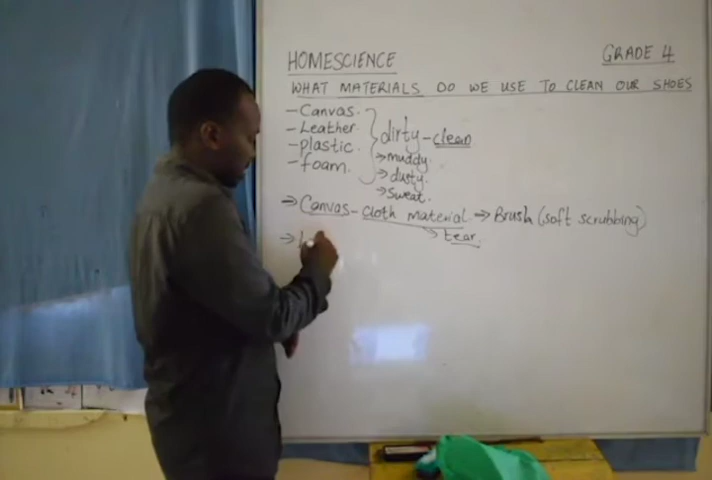 HOMESCIENCE GRADE 4
WHAT MATERIALS DO WE USE TO CLEAN OUR SHOES
- Canvas.
- Leather. dirty - clean
- plastic. → muddy.
- foam. → dusty.
→ sweat.
→ Canvas - cloth material → Brush (soft scrubbing)
→ tear.
→